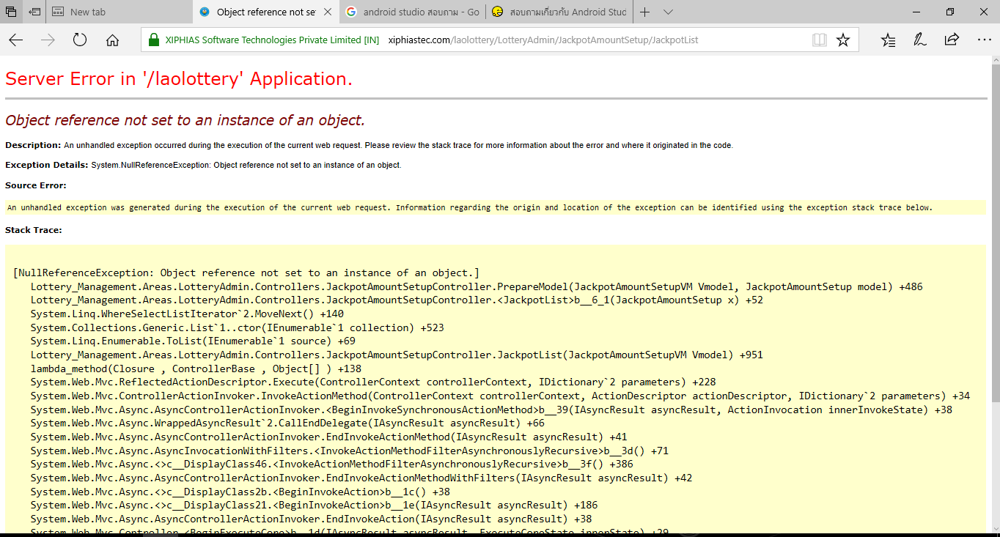 New tab
Object reference not se
android studio สอบถาม - Go
สอบถามเกี่ยวกับ Android Stud
XIPHIAS Software Technologies Private Limited [IN] xiphiastec.com/laolottery/LotteryAdmin/JackpotAmountSetup/JackpotList
Server Error in '/laolottery' Application.
Object reference not set to an instance of an object.
Description: An unhandled exception occurred during the execution of the current web request. Please review the stack trace for more information about the error and where it originated in the code.
Exception Details: System.NullReferenceException: Object reference not set to an instance of an object.
Source Error:
An unhandled exception was generated during the execution of the current web request. Information regarding the origin and location of the exception can be identified using the exception stack trace below.
Stack Trace:
[NullReferenceException: Object reference not set to an instance of an object.]
Lottery_Management.Areas.LotteryAdmin.Controllers.JackpotAmountSetupController.PrepareModel(JackpotAmountSetupVM Vmodel, JackpotAmountSetup model) +486
Lottery_Management.Areas.LotteryAdmin.Controllers.JackpotAmountSetupController.<JackpotList>b__6_1(JackpotAmountSetup x) +52
System.Linq.WhereSelectListIterator`2.MoveNext() +140
System.Collections.Generic.List`1..ctor(IEnumerable`1 collection) +523
System.Linq.Enumerable.ToList(IEnumerable`1 source) +69
Lottery_Management.Areas.LotteryAdmin.Controllers.JackpotAmountSetupController.JackpotList(JackpotAmountSetupVM Vmodel) +951
lambda_method(Closure , ControllerBase , Object[] ) +138
System.Web.Mvc.ReflectedActionDescriptor.Execute(ControllerContext controllerContext, IDictionary`2 parameters) +228
System.Web.Mvc.ControllerActionInvoker.InvokeActionMethod(ControllerContext controllerContext, ActionDescriptor actionDescriptor, IDictionary`2 parameters) +34
System.Web.Mvc.Async.AsyncControllerActionInvoker.<BeginInvokeSynchronousActionMethod>b__39(IAsyncResult asyncResult, ActionInvocation innerInvokeState) +38
System.Web.Mvc.Async.WrappedAsyncResult`2.CallEndDelegate(IAsyncResult asyncResult) +66
System.Web.Mvc.Async.AsyncControllerActionInvoker.EndInvokeActionMethod(IAsyncResult asyncResult) +41
System.Web.Mvc.Async.AsyncInvocationWithFilters.<InvokeActionMethodFilterAsynchronouslyRecursive>b__3d() +71
System.Web.Mvc.Async.<>c__DisplayClass46.<InvokeActionMethodFilterAsynchronouslyRecursive>b__3f() +386
System.Web.Mvc.Async.AsyncControllerActionInvoker.EndInvokeActionMethodWithFilters(IAsyncResult asyncResult) +42
System.Web.Mvc.Async.<>c__DisplayClass2b.<BeginInvokeAction>b__1c() +38
System.Web.Mvc.Async.<>c__DisplayClass21.<BeginInvokeAction>b__1e(IAsyncResult asyncResult) +186
System.Web.Mvc.Async.AsyncControllerActionInvoker.EndInvokeAction(IAsyncResult asyncResult) +38
System.Web.Mvc.Controller.<BeginExecuteCore>b__1d(IAsyncResult asyncResult, ExecuteCoreState innerState) +29